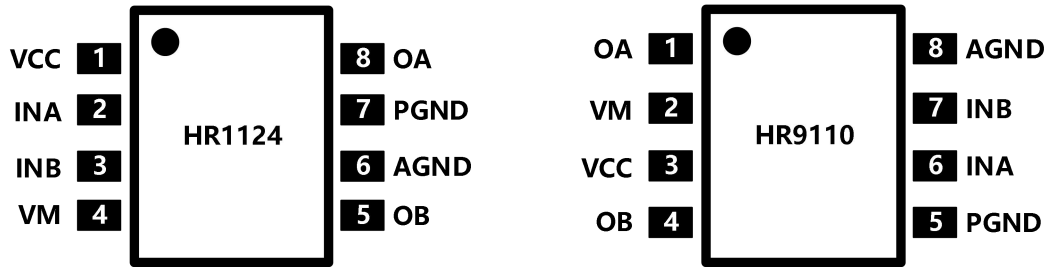 VCC 1 8 OA
INA 2 7 PGND
HR1124
INB 3 6 AGND
VM 4 5 OB
OA 1 8 AGND
VM 2 7 INB
HR9110
VCC 3 6 INA
OB 4 5 PGND